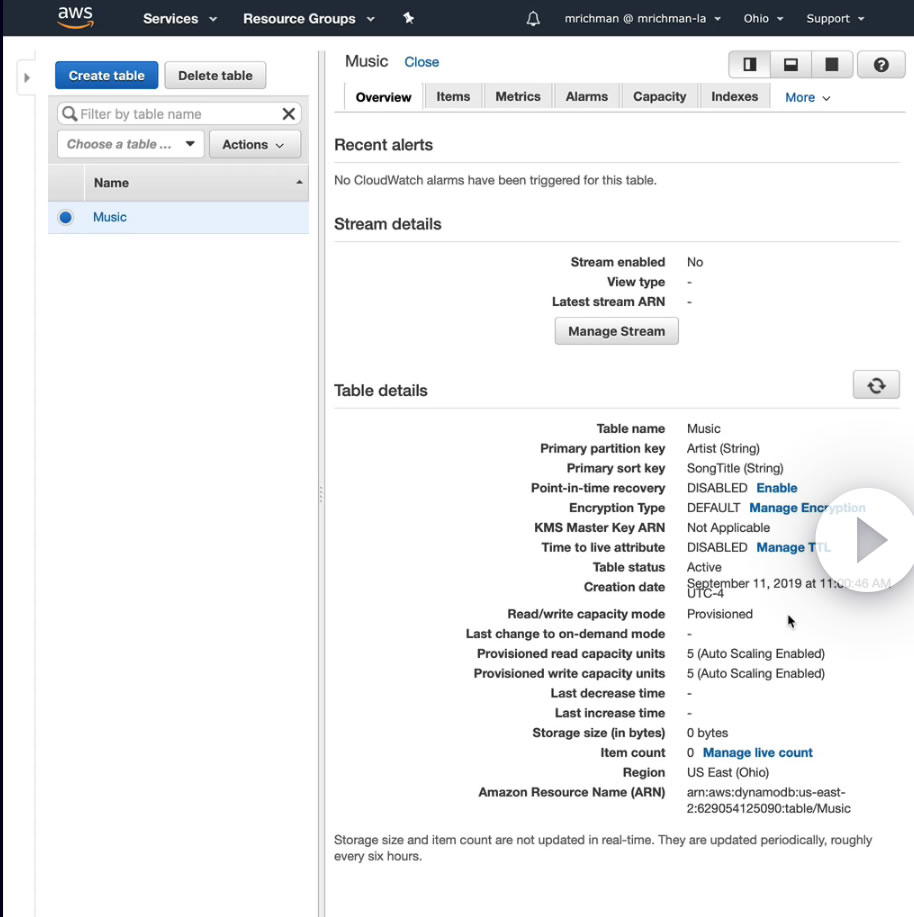 aws Services Resource Groups mrichman @ mrichman-la Ohio Support
Create table Delete table
Filter by table name
Choose a table ... Actions
Name
Music
Music Close
Overview Items Metrics Alarms Capacity Indexes More
Recent alerts
No CloudWatch alarms have been triggered for this table.
Stream details
Stream enabled No
View type -
Latest stream ARN -
Manage Stream
Table details
Table name Music
Primary partition key Artist (String)
Primary sort key SongTitle (String)
Point-in-time recovery DISABLED Enable
Encryption Type DEFAULT Manage Encryption
KMS Master Key ARN Not Applicable
Time to live attribute DISABLED Manage TTL
Table status Active
Creation date September 11, 2019 at 11:00:46 AM
UTC-4
Read/write capacity mode Provisioned
Last change to on-demand mode -
Provisioned read capacity units 5 (Auto Scaling Enabled)
Provisioned write capacity units 5 (Auto Scaling Enabled)
Last decrease time -
Last increase time -
Storage size (in bytes) 0 bytes
Item count 0 Manage live count
Region US East (Ohio)
Amazon Resource Name (ARN) arn:aws:dynamodb:us-east-
2:629054125090:table/Music
Storage size and item count are not updated in real-time. They are updated periodically, roughly
every six hours.